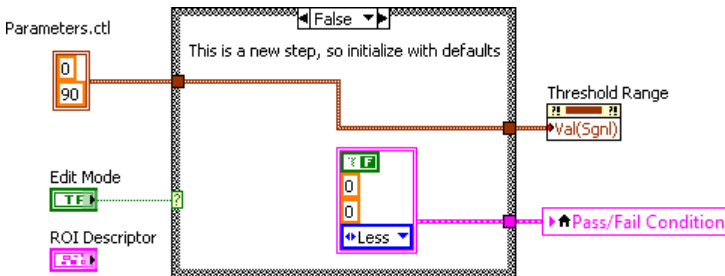 False
Parameters.ctl
This is a new step, so initialize with defaults
0
90
Threshold Range
?! ?!
Val(Sgnl)
Edit Mode
TF
?
? F
0
0
Less
ROI Descriptor
Pass/Fail Condition